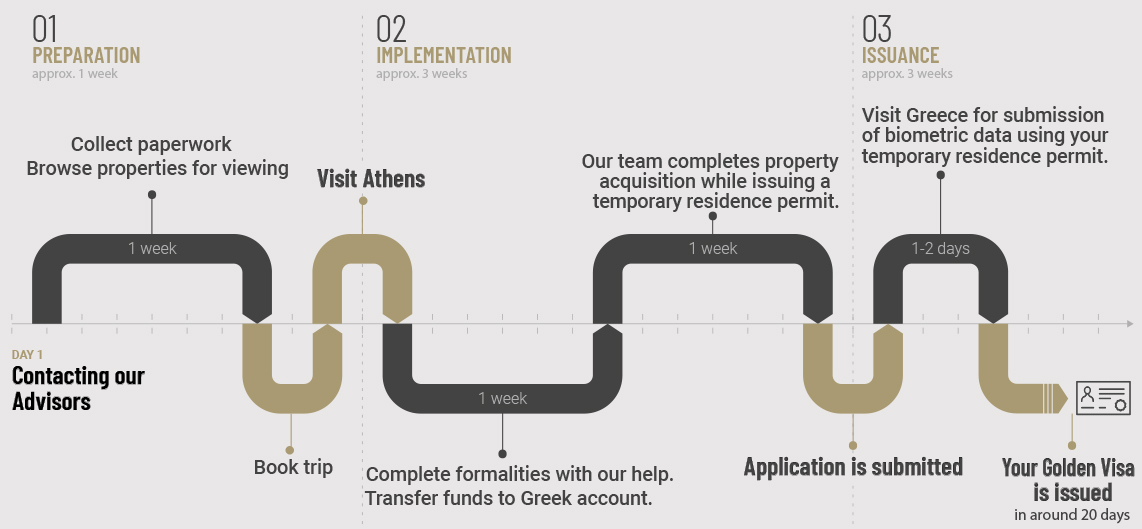 01
PREPARATION
approx. 1 week
02
IMPLEMENTATION
approx. 3 weeks
03
ISSUANCE
approx. 3 weeks
Collect paperwork
Browse properties for viewing
Visit Athens
Our team completes property
acquisition while issuing a
temporary residence permit.
Visit Greece for submission
of biometric data using your
temporary residence permit.
1 week
1 week
1-2 days
DAY 1
Contacting our
Advisors
1 week
Book trip
Complete formalities with our help.
Transfer funds to Greek account.
Application is submitted
Your Golden Visa
is issued
in around 20 days